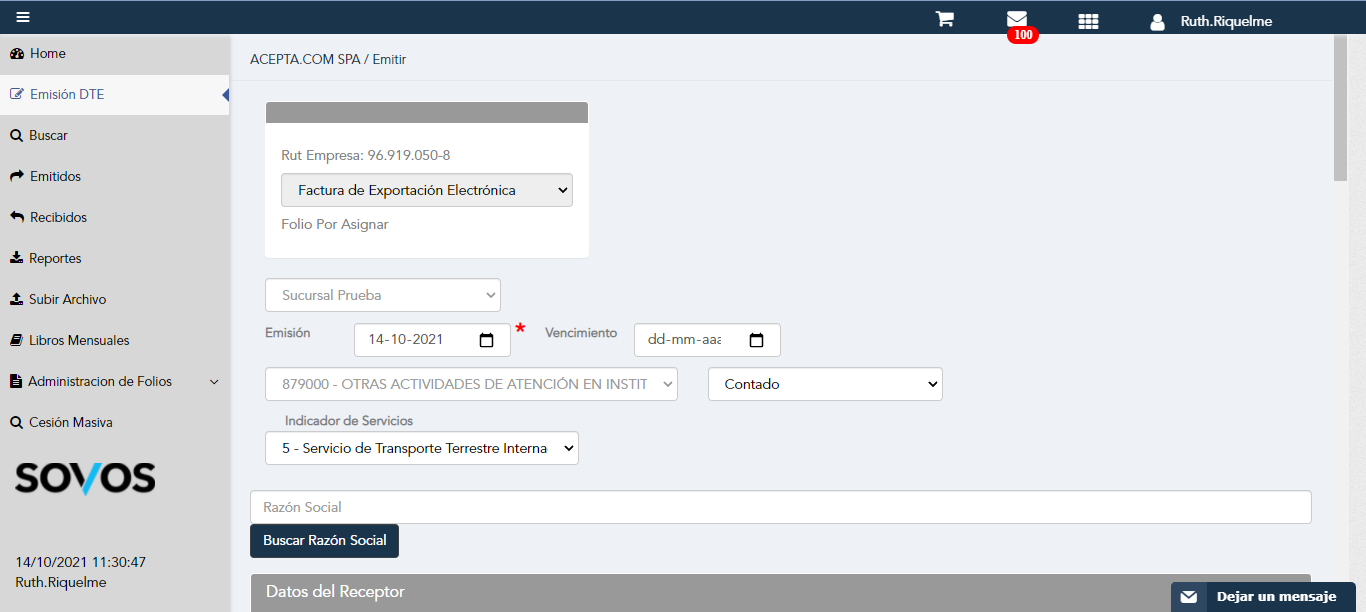 Ruth.Riquelme
100
Home
Emisión DTE
Buscar
Emitidos
Recibidos
Reportes
Subir Archivo
Libros Mensuales
Administracion de Folios
Cesión Masiva
sovos
14/10/2021 11:30:47
Ruth.Riquelme
ACEPTA.COM SPA / Emitir
Rut Empresa: 96.919.050-8
Factura de Exportación Electrónica
Folio Por Asignar
Sucursal Prueba
Emisión 14-10-2021 * Vencimiento dd-mm-aaa
879000 - OTRAS ACTIVIDADES DE ATENCIÓN EN INSTIT Contado
Indicador de Servicios
5 - Servicio de Transporte Terrestre Interna
Razón Social
Buscar Razón Social
Datos del Receptor
Dejar un mensaje